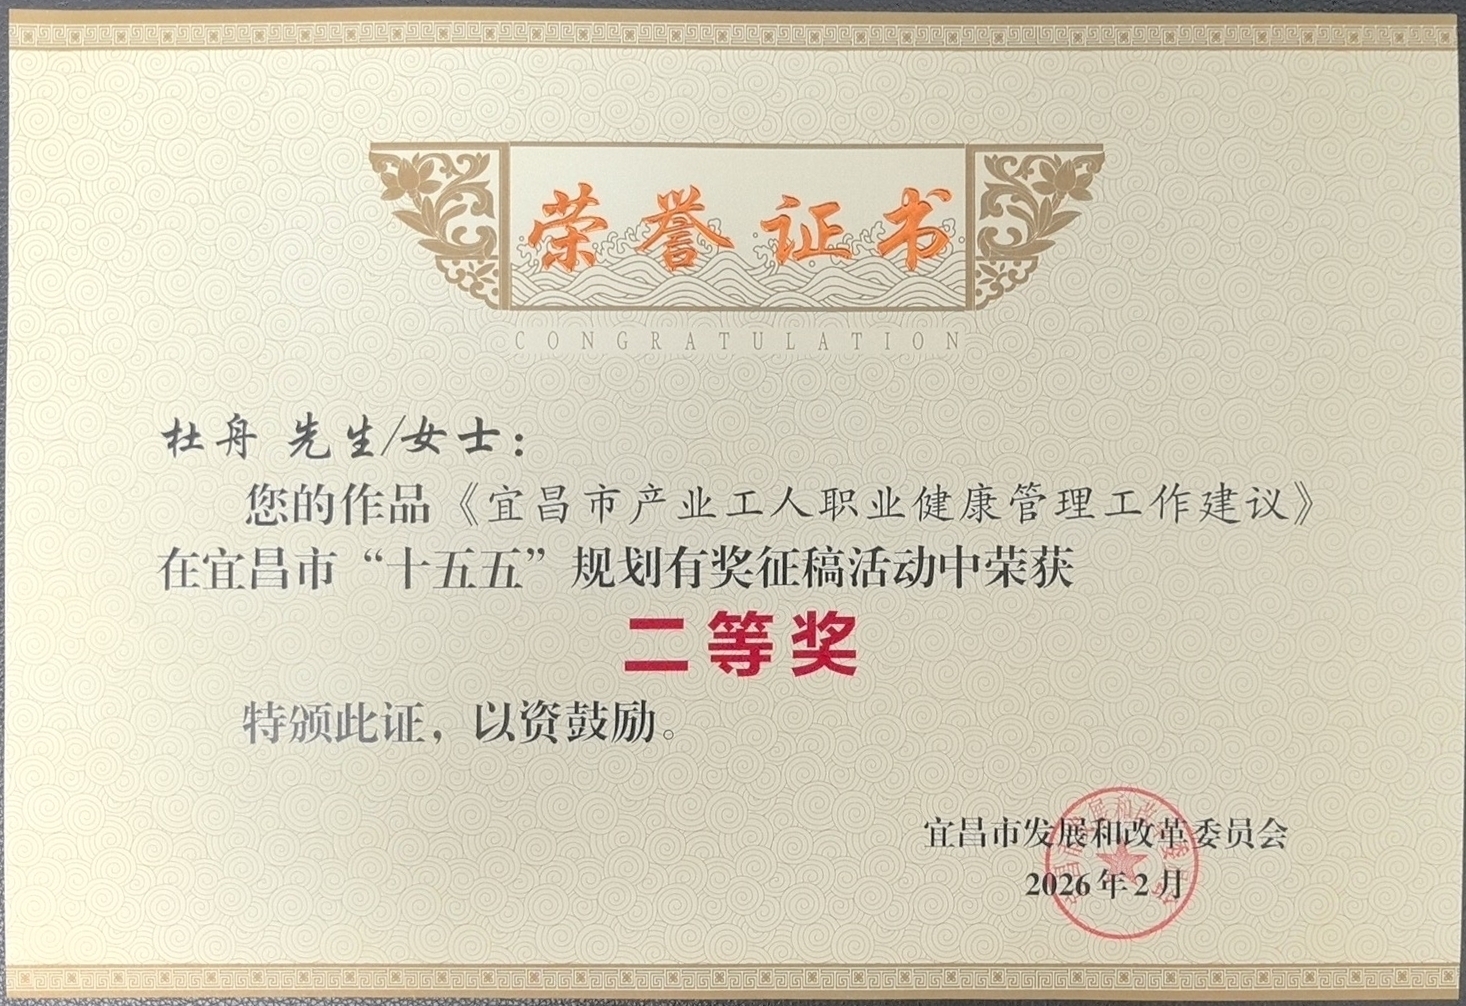 荣誉证书
CONGRATULATION
杜舟 先生/女士：
您的作品《宜昌市产业工人职业健康管理工作建议》
在宜昌市“十五五”规划有奖征稿活动中荣获
二等奖
特颁此证，以资鼓励。
宜昌市发展和改革委员会
2026年2月